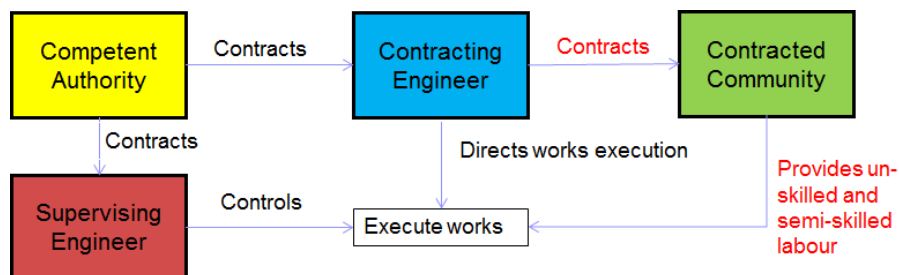 Competent
Authority
Contracts
Contracting
Engineer
Contracts
Contracted
Community
Contracts
Directs works execution
Provides un-
skilled and
semi-skilled
labour
Supervising
Engineer
Controls
Execute works